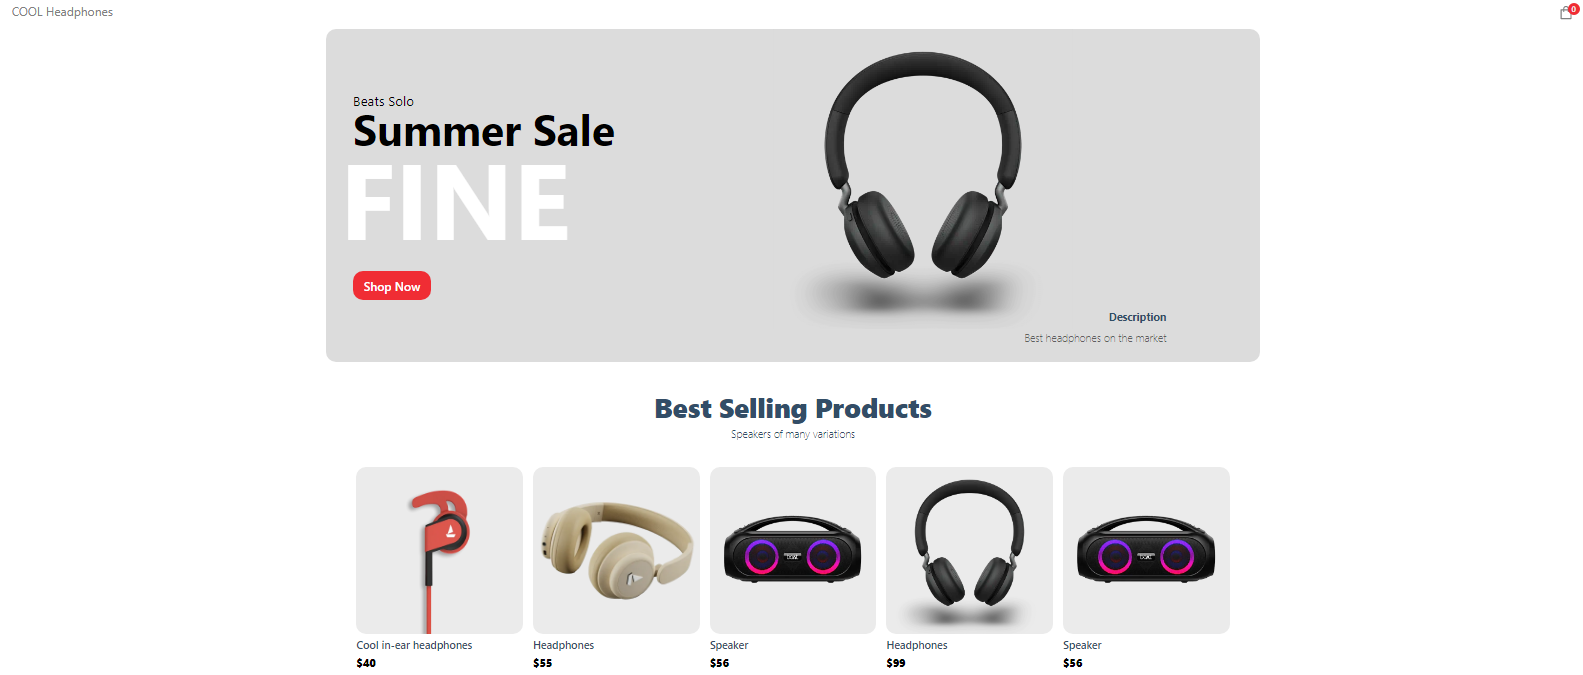 COOL Headphones
0
Beats Solo
Summer Sale
FINE
Shop Now
Description
Best headphones on the market
Best Selling Products
Speakers of many variations
Cool in-ear headphones
$40
Headphones
$55
Speaker
$56
Headphones
$99
Speaker
$56